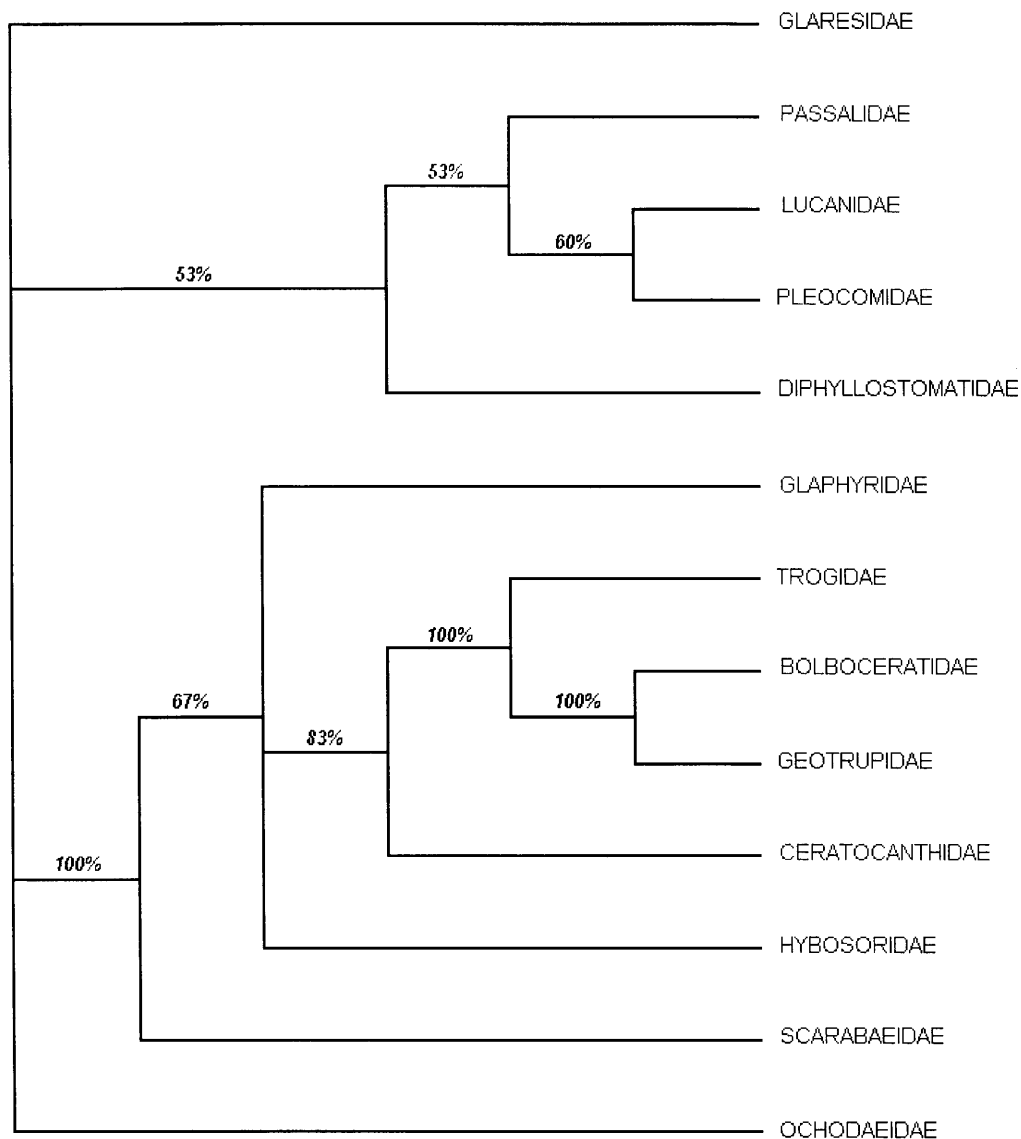 GLARESIDAE
PASSALIDAE
53%
LUCANIDAE
60%
53%
PLEOCOMIDAE
DIPHYLLOSTOMATIDAE
GLAPHYRIDAE
TROGIDAE
100%
BOLBOCERATIDAE
67%
100%
83%
GEOTRUPIDAE
100%
CERATOCANTHIDAE
HYBOSORIDAE
SCARABAEIDAE
OCHODAEIDAE